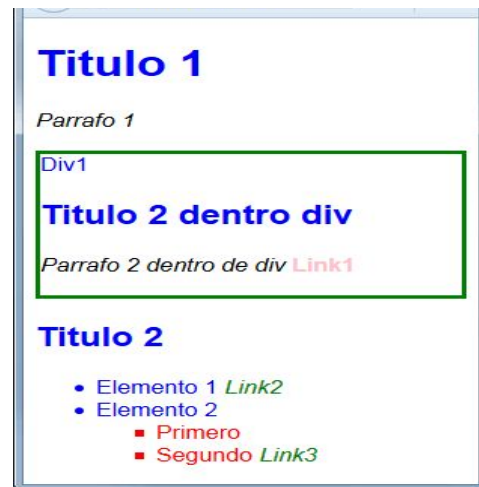 Titulo 1
Parrafo 1
Div1
Titulo 2 dentro div
Parrafo 2 dentro de div Link1
Titulo 2
Elemento 1 Link2
Elemento 2
Primero
Segundo Link3